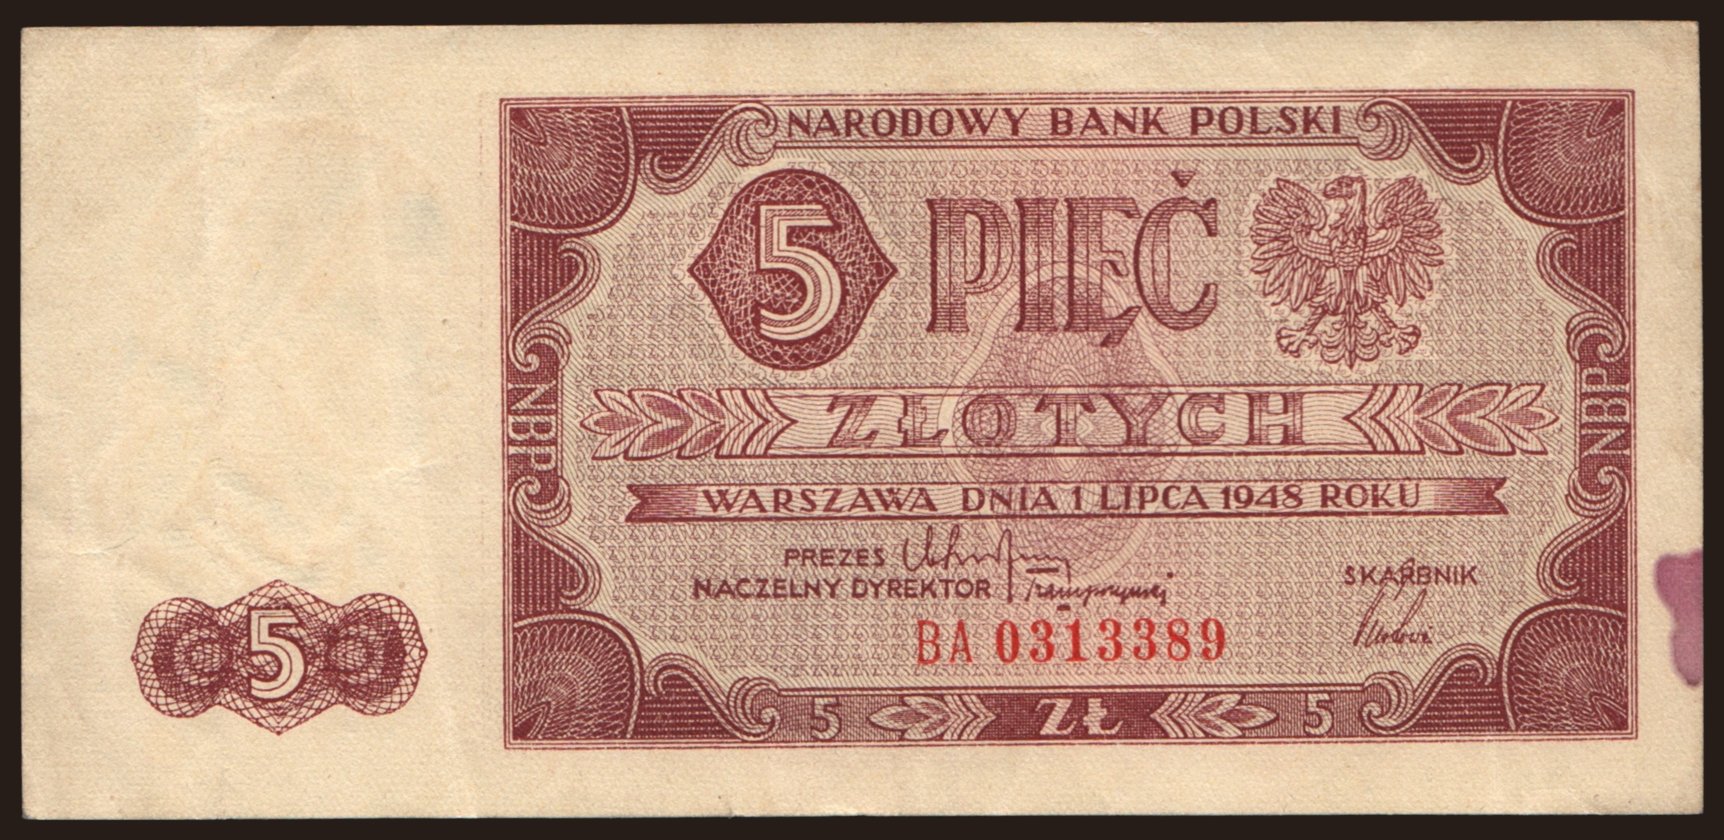 NARODOWY BANK POLSKI
5 PIĘĆ
ZŁOTYCH
NBP
NBP
WARSZAWA DNIA 1 LIPCA 1948 ROKU
PREZES
NACZELNY DYREKTOR
SKARBNIK
BA 0313389
5
5 ZŁ 5